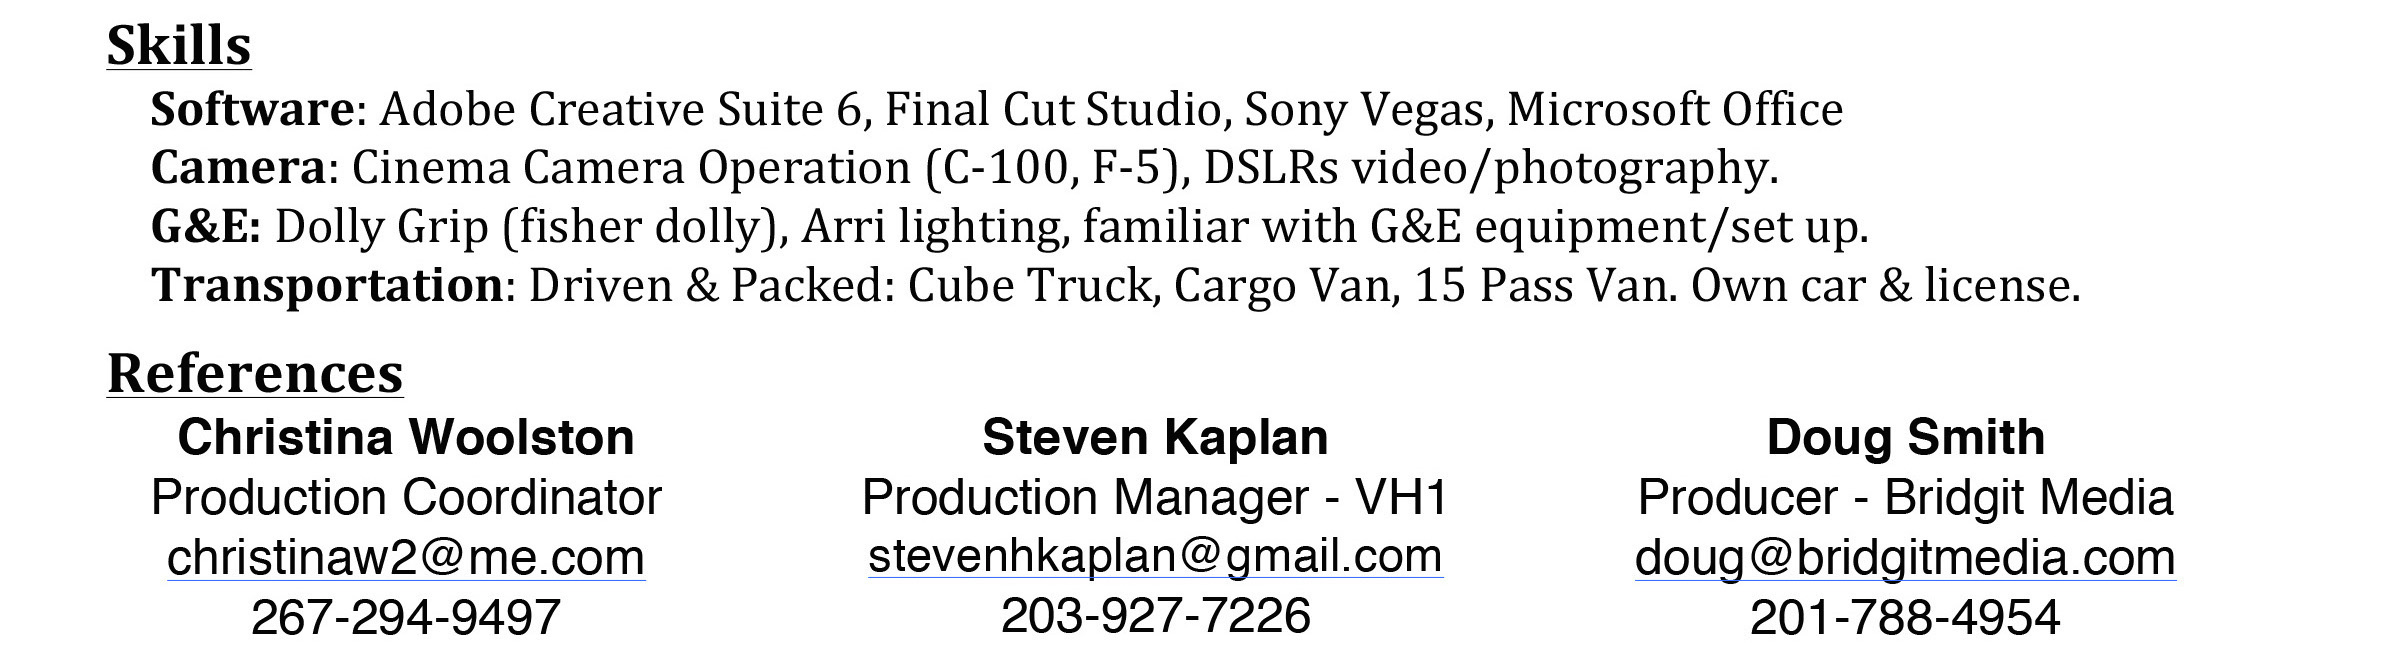 Skills
Software: Adobe Creative Suite 6, Final Cut Studio, Sony Vegas, Microsoft Office
Camera: Cinema Camera Operation (C-100, F-5), DSLRs video/photography.
G&E: Dolly Grip (fisher dolly), Arri lighting, familiar with G&E equipment/set up.
Transportation: Driven & Packed: Cube Truck, Cargo Van, 15 Pass Van. Own car & license.
References
Christina Woolston
Production Coordinator
christinaw2@me.com
267-294-9497
Steven Kaplan
Production Manager - VH1
stevenhkaplan@gmail.com
203-927-7226
Doug Smith
Producer - Bridgit Media
doug@bridgitmedia.com
201-788-4954